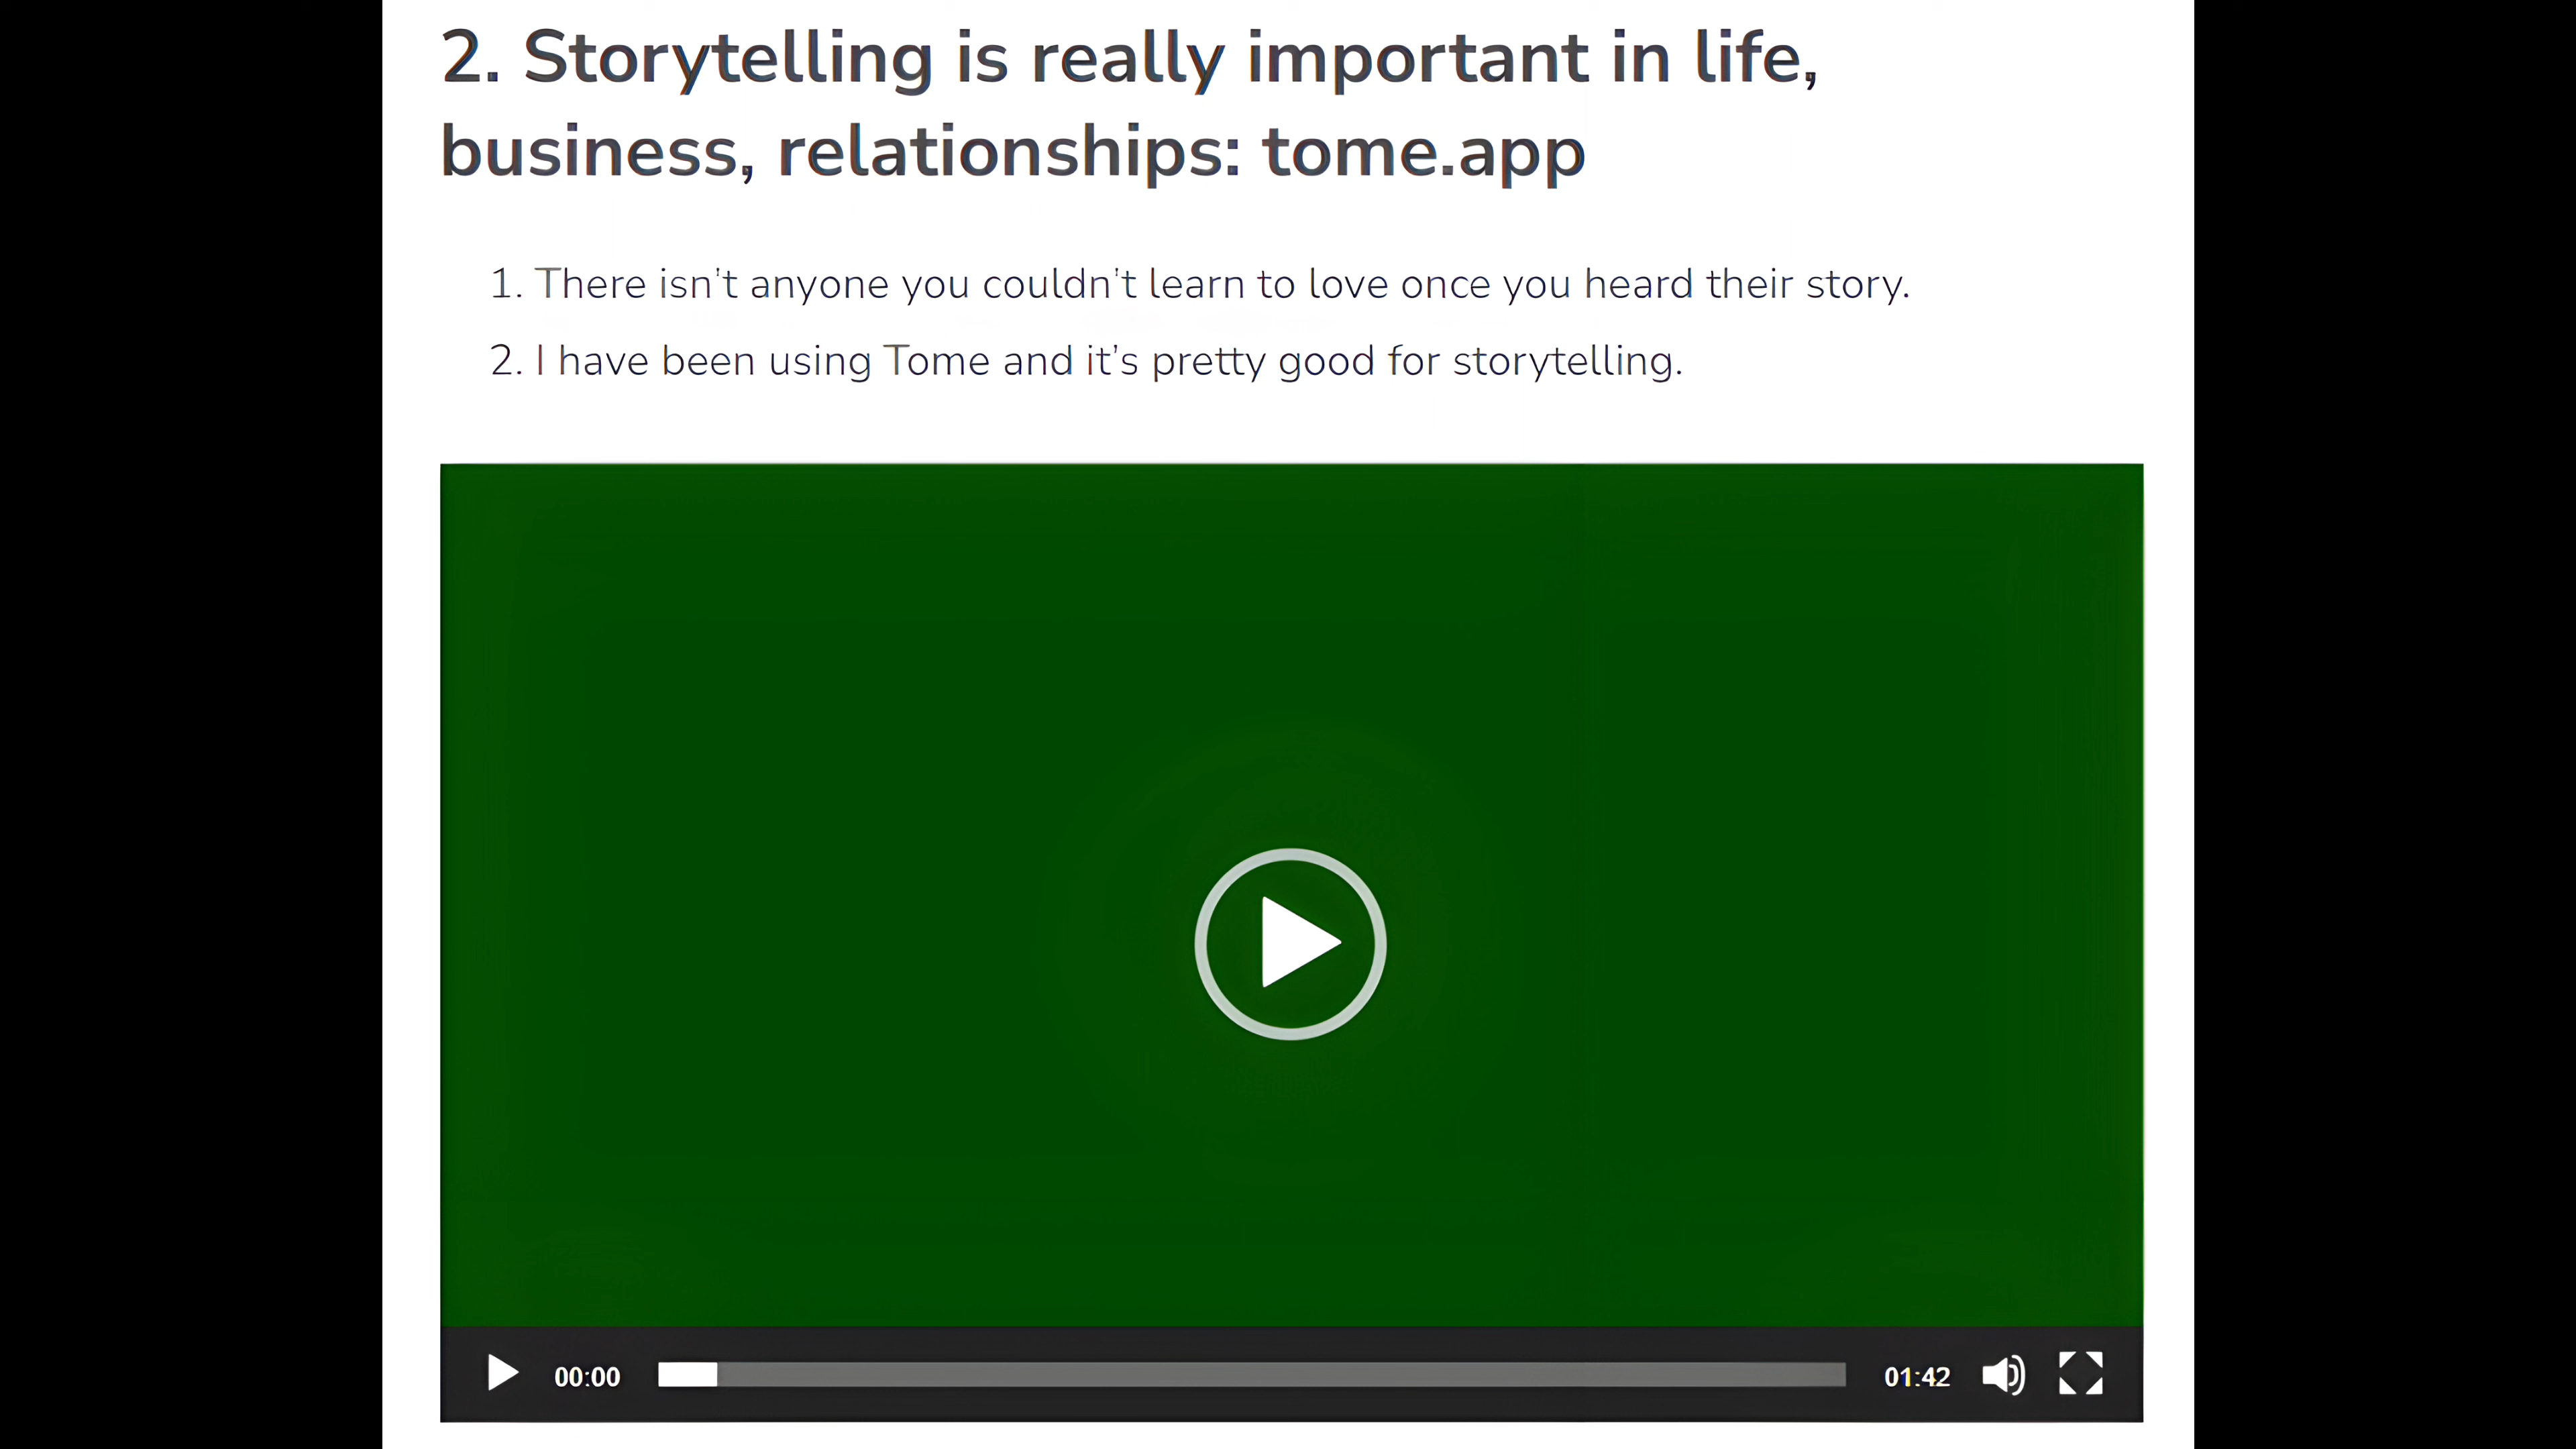 2. Storytelling is really important in life,
business, relationships: tome.app
1. There isn't anyone you couldn't learn to love once you heard their story.
2. I have been using Tome and it's pretty good for storytelling.
00:00
01:42